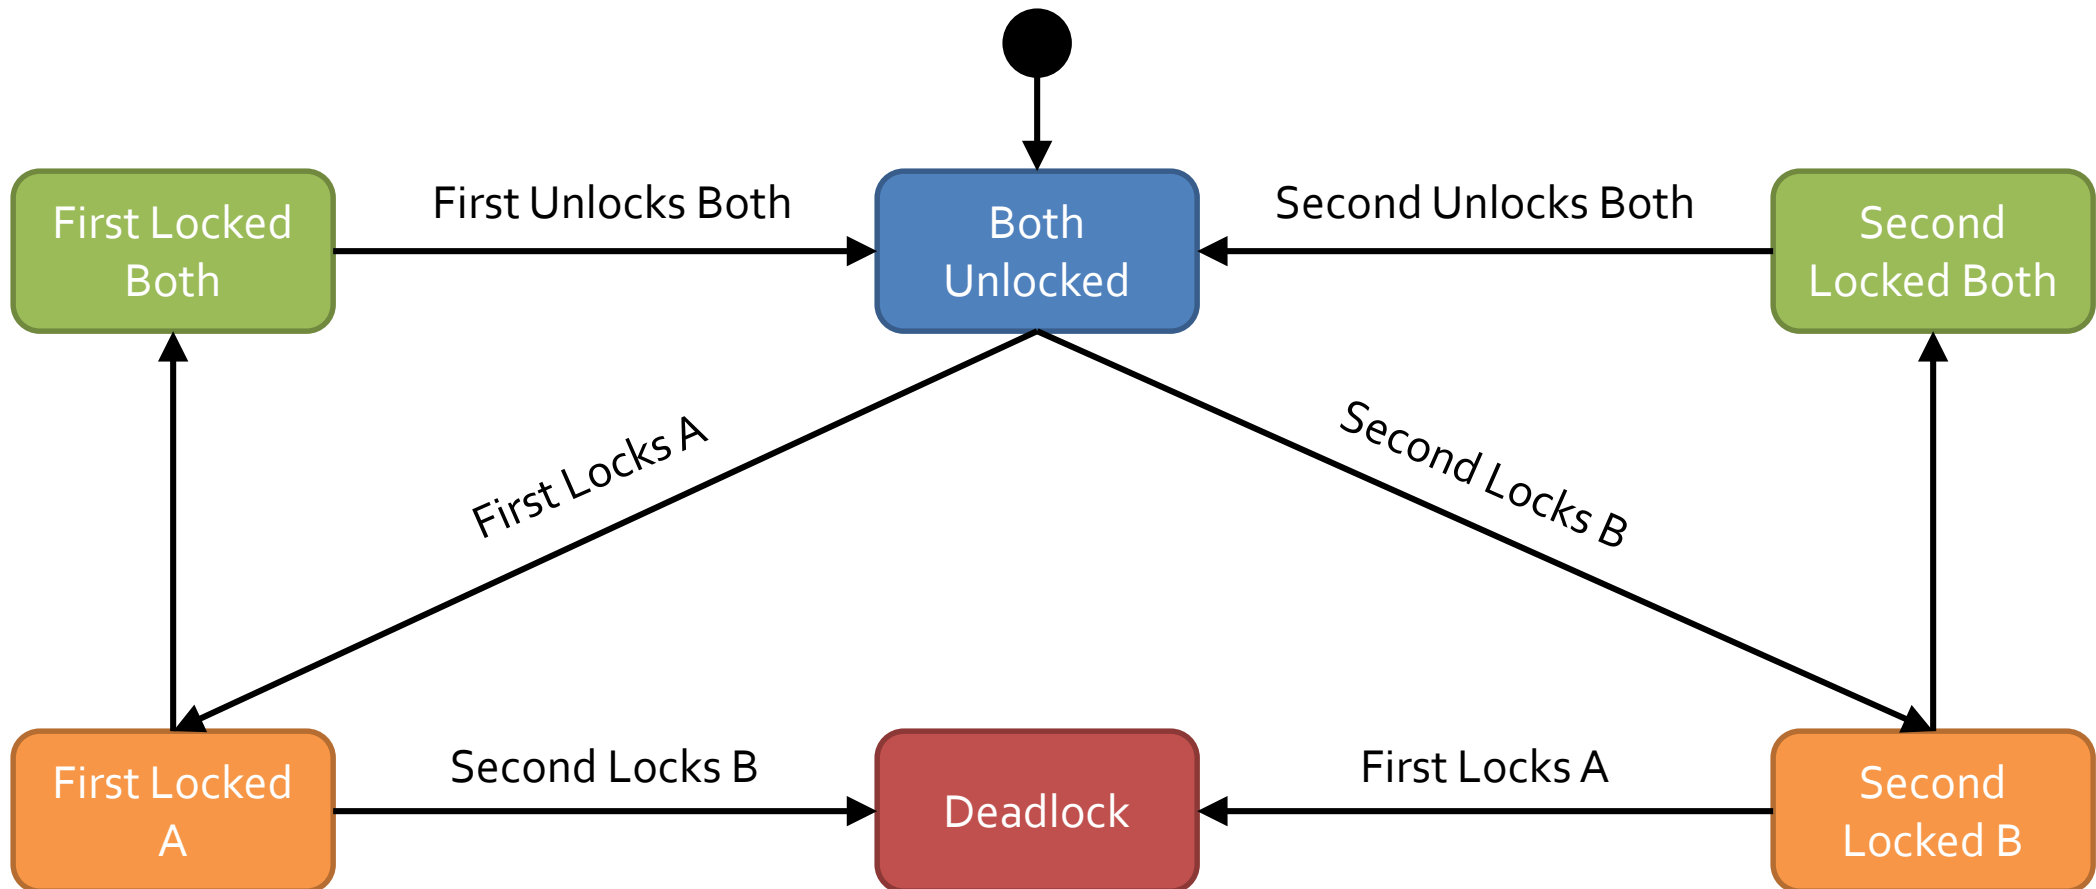 First Locked
Both
First Unlocks Both
Both
Unlocked
Second Unlocks Both
Second
Locked Both
First Locks A
Second Locks B
First Locked
A
Second Locks B
Deadlock
First Locks A
Second
Locked B